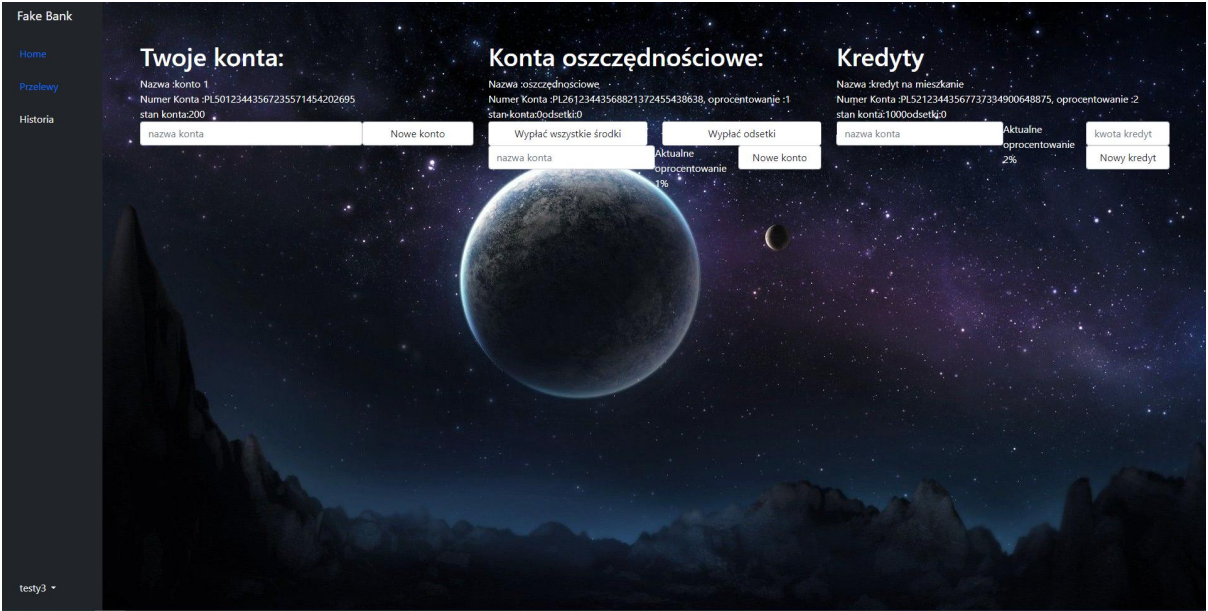 Fake Bank
Home
Przelewy
Historia
testy3
Twoje konta:
Nazwa :konto 1
Numer Konta :PL50123443567235571454202695
stan konta:200
nazwa konta
Nowe konto
Konta oszczędnościowe:
Nazwa :oszczędnosciowe
Numer Konta :PL26123443568821372455438638, oprocentowanie :1
stan konta:0odsetki:0
Wypłać wszystkie środki
Wypłać odsetki
nazwa konta
Aktualne
oprocentowanie
1%
Nowe konto
Kredyty
Nazwa :kredyt na mieszkanie
Numer Konta :PL52123443567737334900648875, oprocentowanie :2
stan konta:1000odsetki:0
nazwa konta
Aktualne
oprocentowanie
2%
kwota kredyt
Nowy kredyt